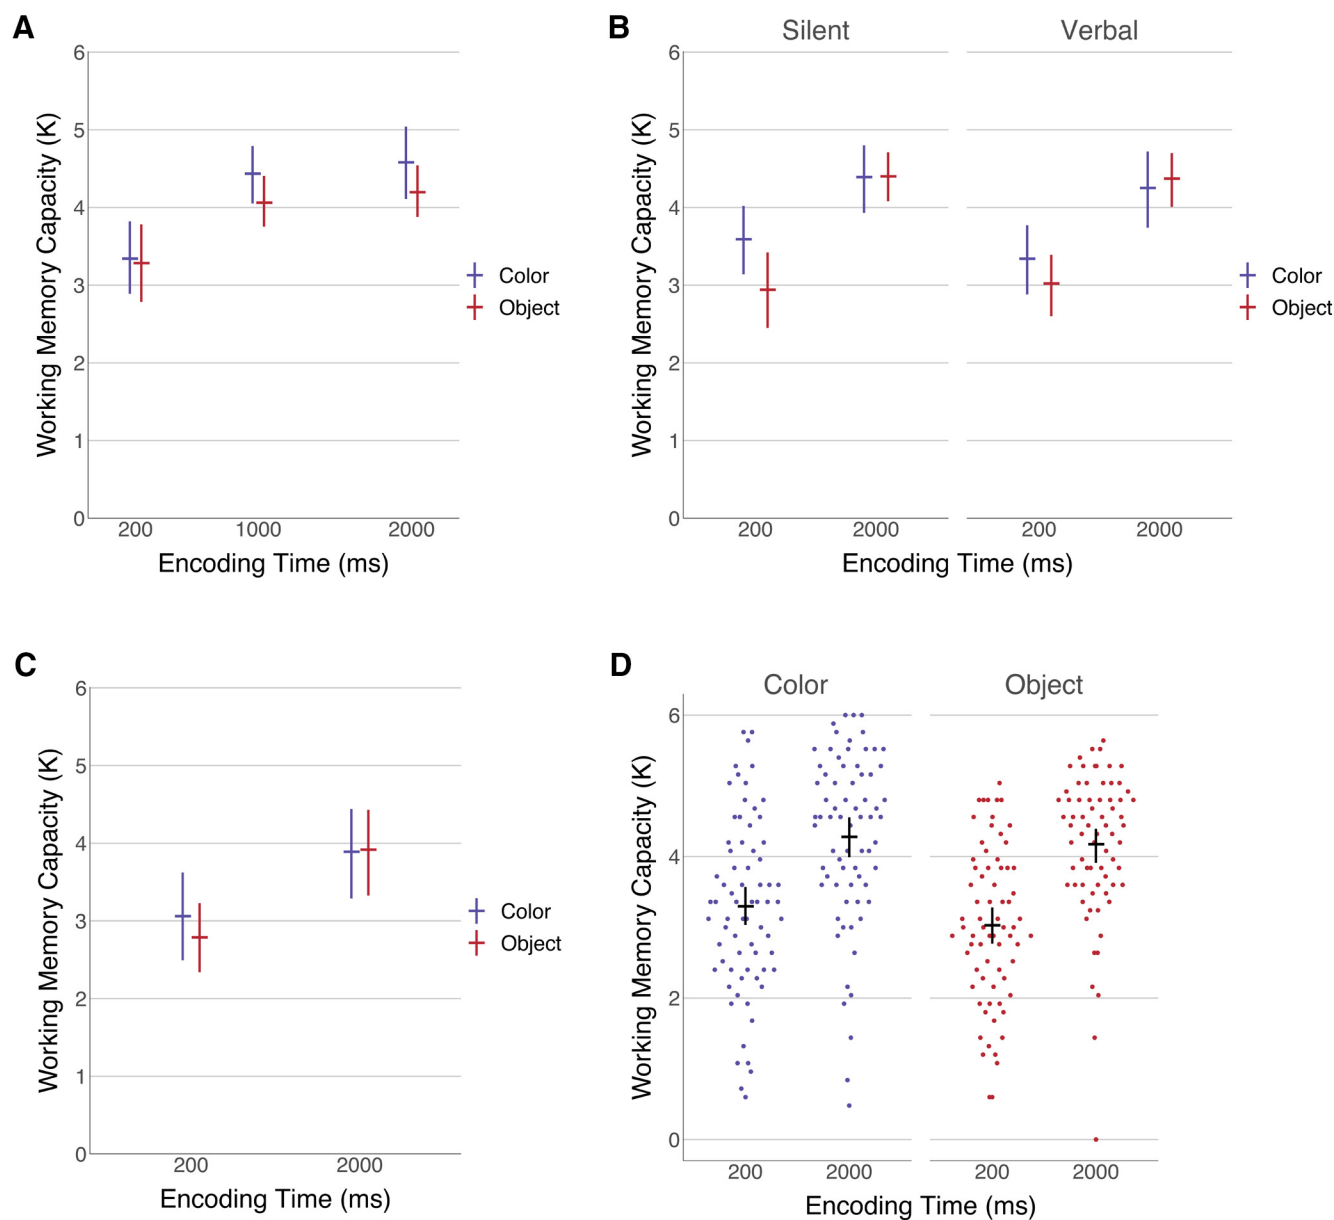 A
6
5
4
3
2
1
0
Working Memory Capacity (K)
200 1000 2000
Encoding Time (ms)
Color
Object
B
Silent Verbal
6
5
4
3
2
1
0
Working Memory Capacity (K)
200 2000 200 2000
Encoding Time (ms)
Color
Object
C
6
5
4
3
2
1
0
Working Memory Capacity (K)
200 2000
Encoding Time (ms)
Color
Object
D
Color Object
6
4
2
0
Working Memory Capacity (K)
200 2000 200 2000
Encoding Time (ms)